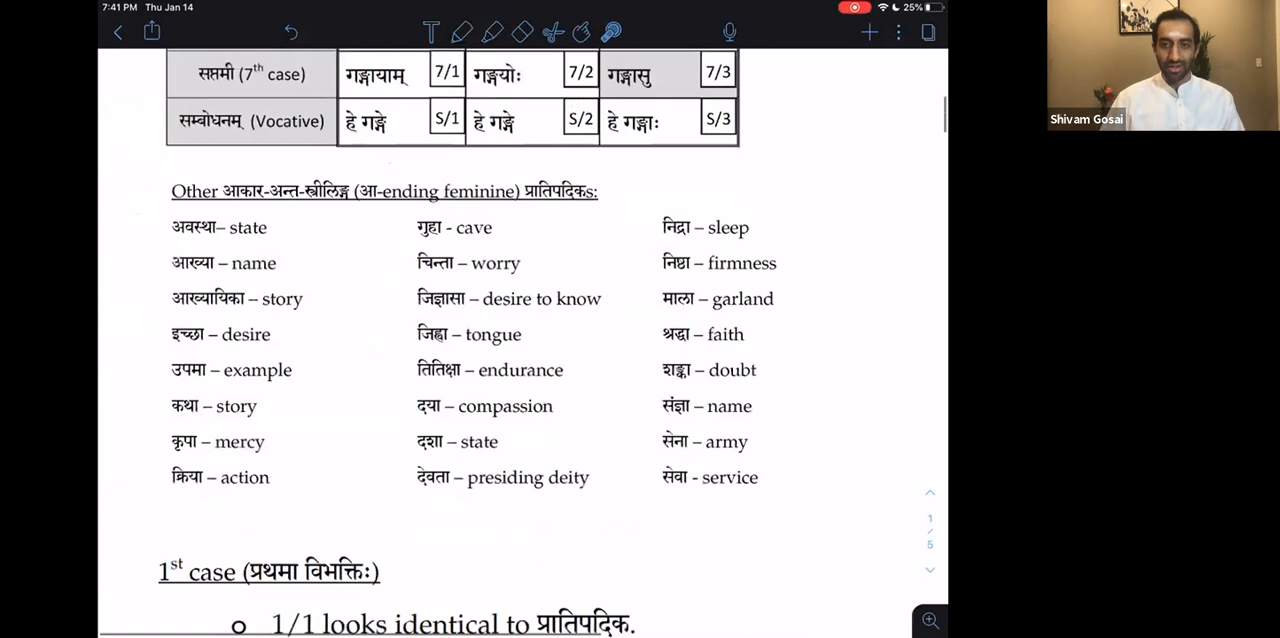 7:41 PM Thu Jan 14
25%
Shivam Gosai
सप्तमी (7th case) गङ्गायाम् 7/1 गङ्गयोः 7/2 गङ्गासु 7/3
सम्बोधनम् (Vocative) हे गङ्गे S/1 हे गङ्गे S/2 हे गङ्गाः S/3
Other आकार-अन्त-स्त्रीलिङ्ग (आ-ending feminine) प्रातिपदिकs:
अवस्था– state गुहा - cave निद्रा – sleep
आख्या – name चिन्ता – worry निष्ठा – firmness
आख्यायिका – story जिज्ञासा – desire to know माला – garland
इच्छा – desire जिह्वा – tongue श्रद्धा – faith
उपमा – example तितिक्षा – endurance शङ्का – doubt
कथा – story दया – compassion संज्ञा – name
कृपा – mercy दशा – state सेना – army
क्रिया – action देवता – presiding deity सेवा - service
1
/
5
1st case (प्रथमा विभक्तिः)
o 1/1 looks identical to प्रातिपदिक.